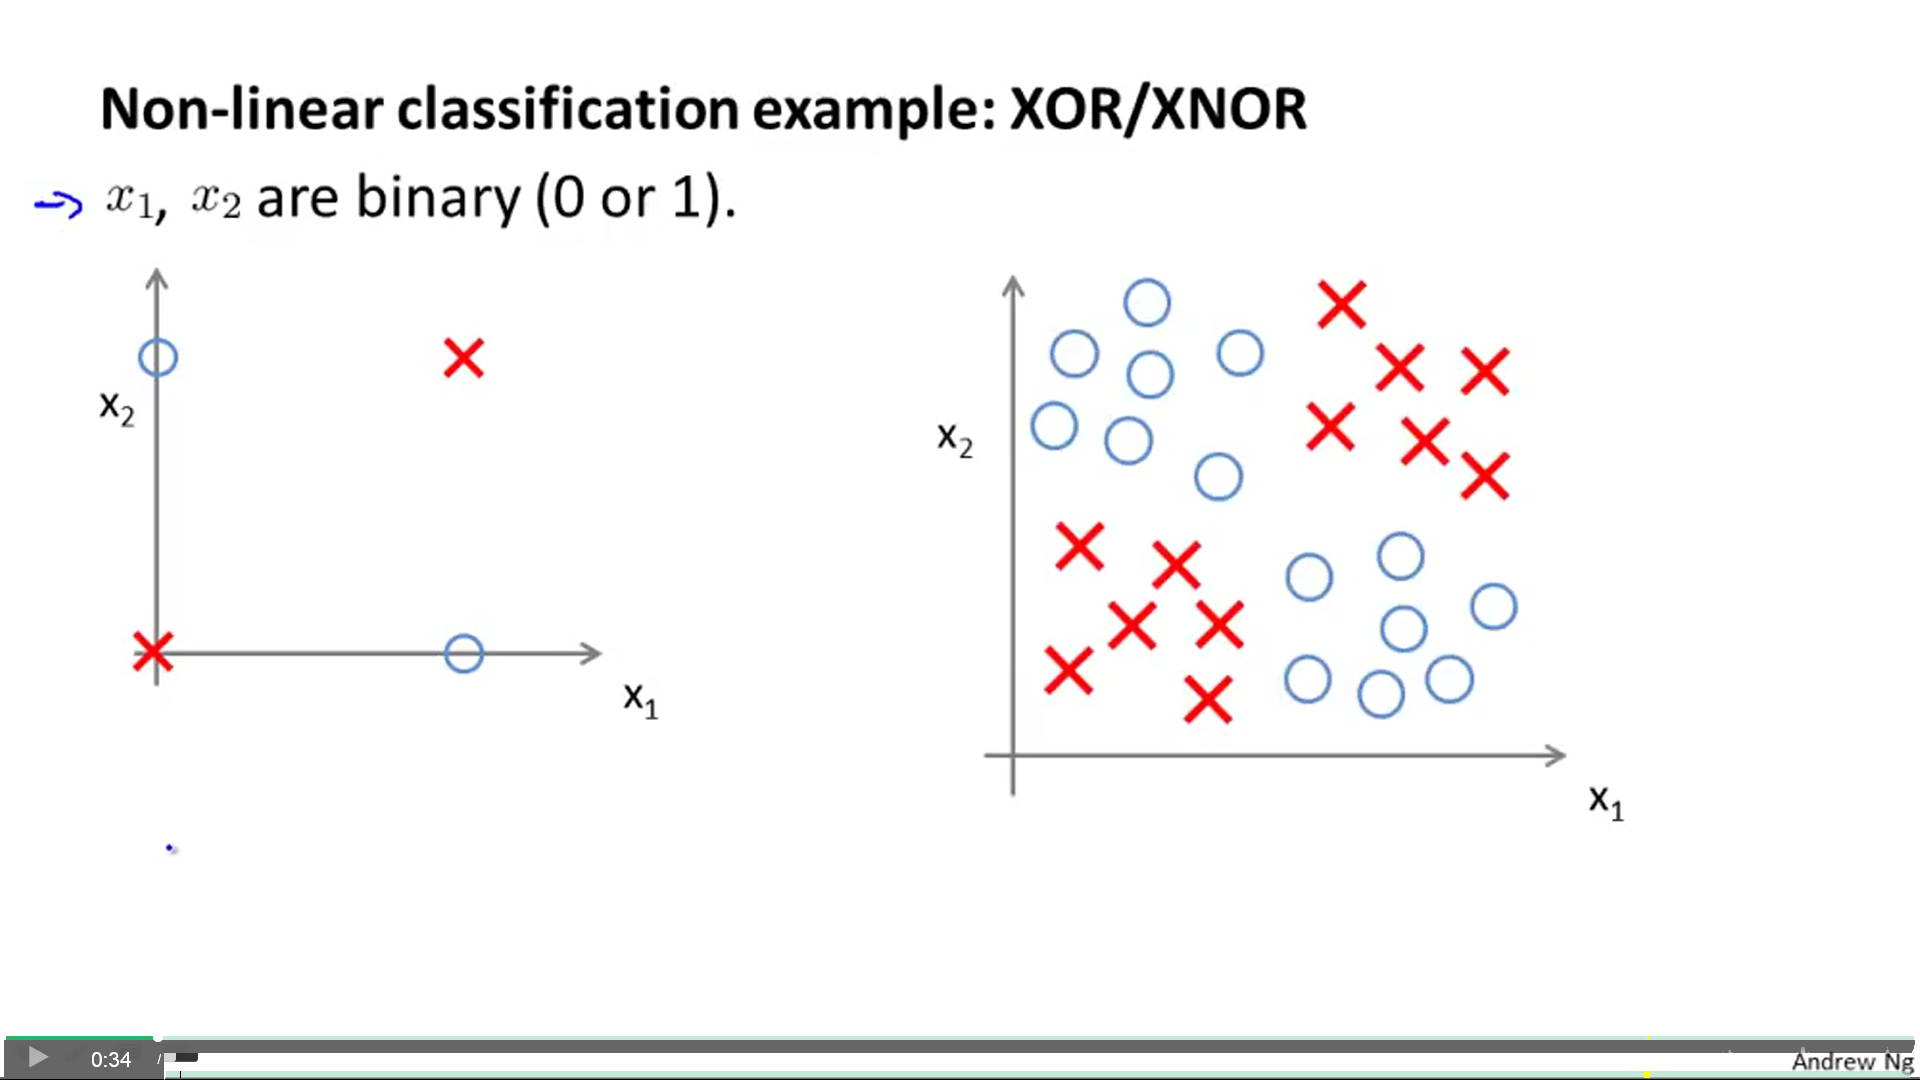 Non-linear classification example: XOR/XNOR
x₁, x₂ are binary (0 or 1).
x₂
x₁
x₂
x₁
0:34 /
Andrew Ng